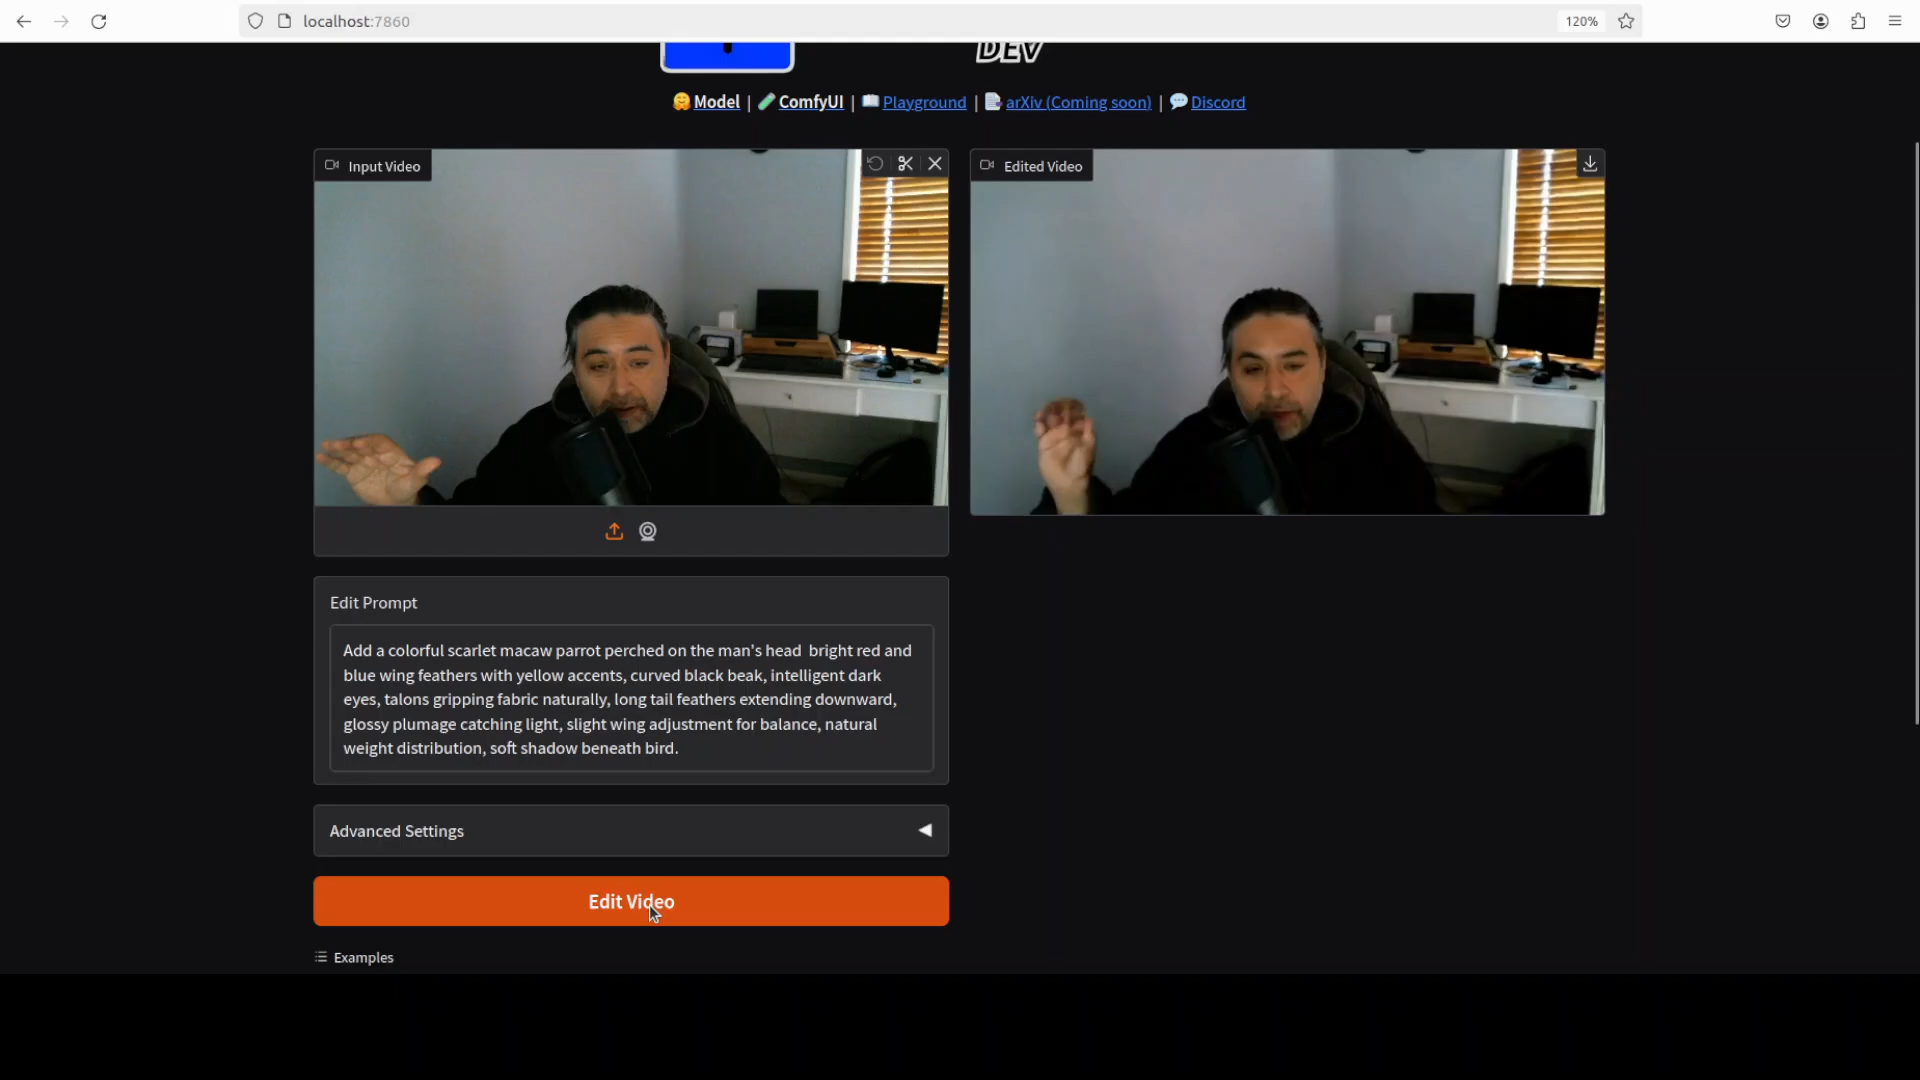 localhost:7860
120%
DEV
🤗Model | 🧪ComfyUI | 📖Playground | 📄arXiv (Coming soon) | 💬Discord
Input Video
Edited Video
Edit Prompt
Add a colorful scarlet macaw parrot perched on the man's head  bright red and
blue wing feathers with yellow accents, curved black beak, intelligent dark
eyes, talons gripping fabric naturally, long tail feathers extending downward,
glossy plumage catching light, slight wing adjustment for balance, natural
weight distribution, soft shadow beneath bird.
Advanced Settings
Edit Video
Examples